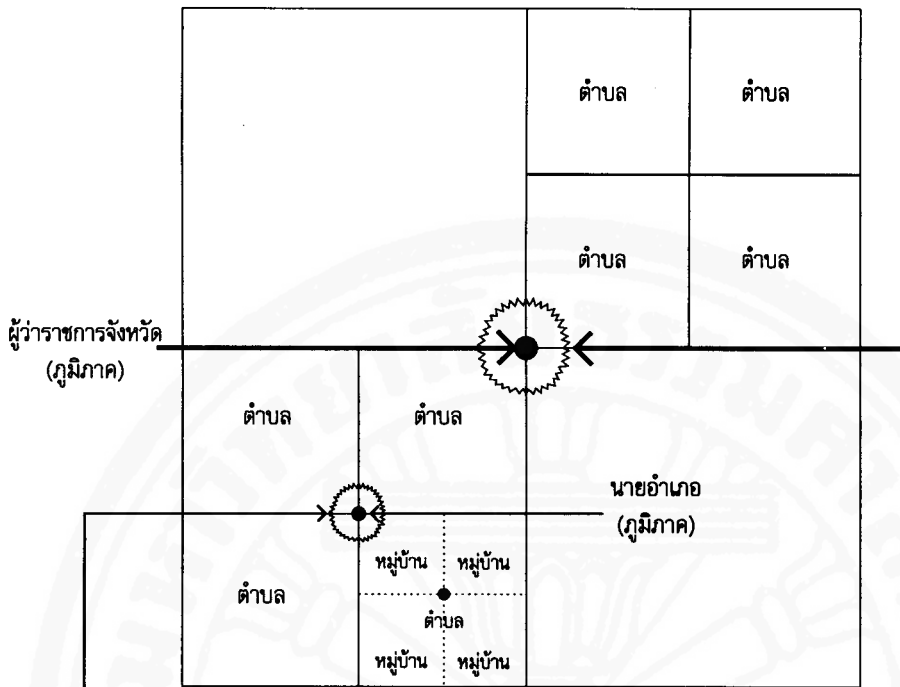 ตำบล ตำบล
ตำบล ตำบล
ผู้ว่าราชการจังหวัด
(ภูมิภาค)
ตำบล ตำบล
นายอำเภอ
(ภูมิภาค)
หมู่บ้าน หมู่บ้าน
ตำบล
ตำบล
หมู่บ้าน หมู่บ้าน